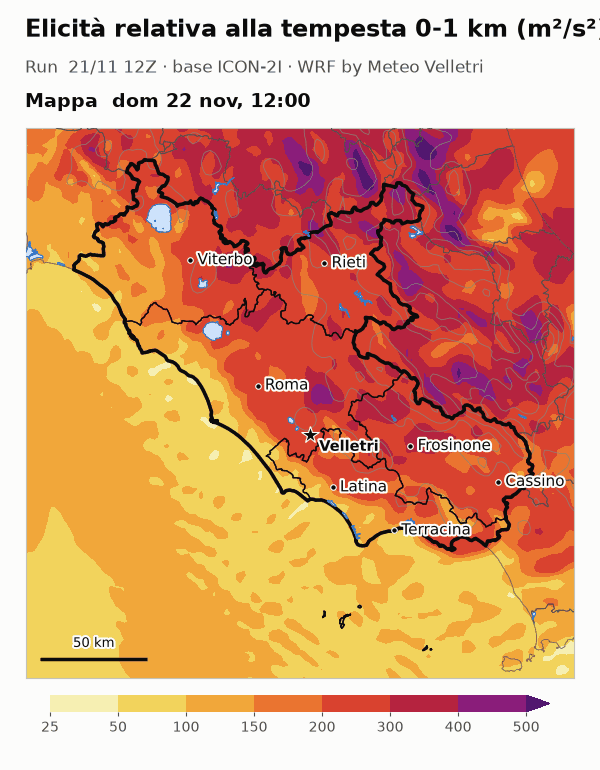 Elicità relativa alla tempesta 0-1 km (m²/s²)
Run  21/11 12Z · base ICON-2I · WRF by Meteo Velletri
Mappa  dom 22 nov, 12:00
Viterbo
Rieti
Roma
Velletri
Frosinone
Latina
Cassino
Terracina
50 km
25 50 100 150 200 300 400 500